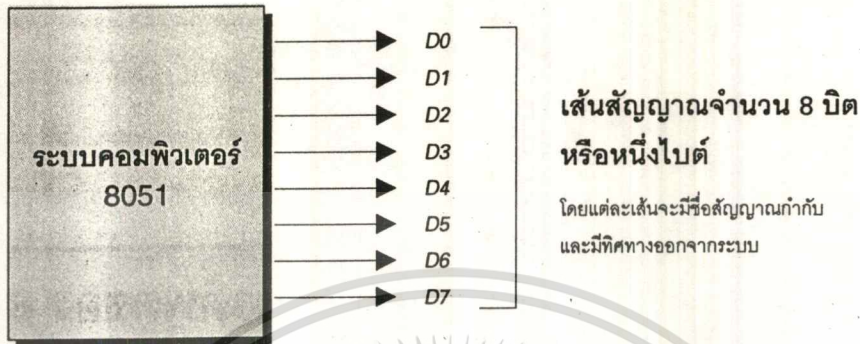 ระบบคอมพิวเตอร์
8051
D0
D1
D2
D3
D4
D5
D6
D7
เส้นสัญญาณจำนวน 8 บิต
หรือหนึ่งไบต์
โดยแต่ละเส้นจะมีชื่อสัญญาณกำกับ
และมีทิศทางออกจากระบบ